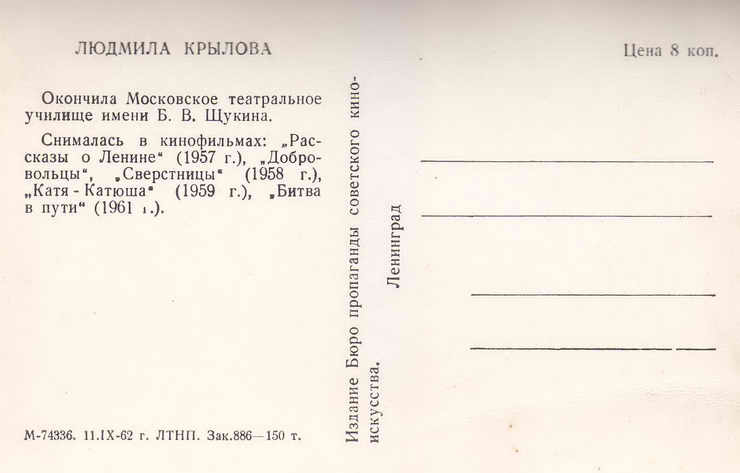 ЛЮДМИЛА КРЫЛОВА
Цена 8 коп.
Окончила Московское театральное
училище имени Б. В. Щукина.
Снималась в кинофильмах: „Рас-
сказы о Ленине“ (1957 г.), „Добро-
вольцы“, „Сверстницы“ (1958 г.),
„Катя - Катюша“ (1959 г.), „Битва
в пути“ (1961 г.).
М-74336. 11.IX-62 г. ЛТНП. Зак.886—150 т.
Издание Бюро пропаганды советского кино-
искусства.
Ленинград